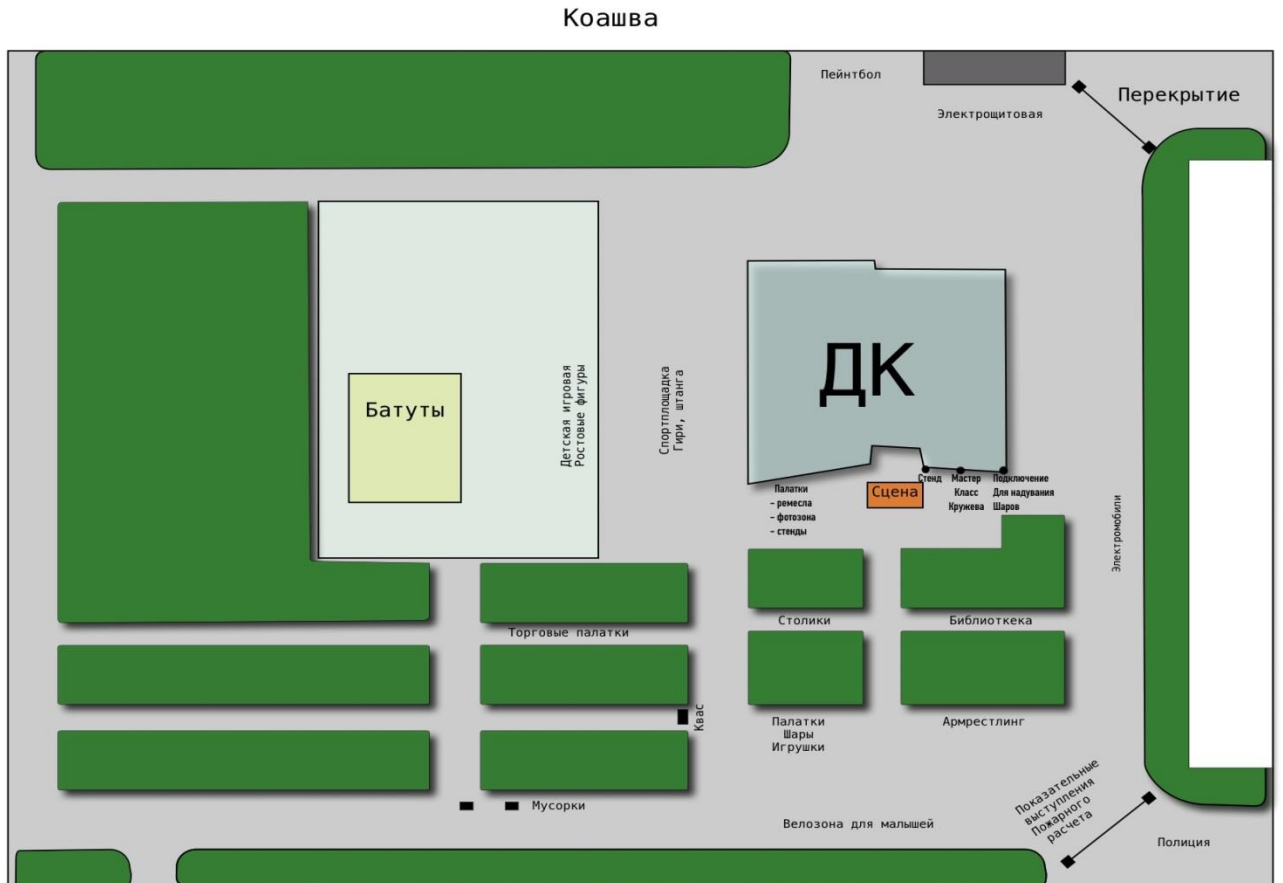 Коашва
Пейнтбол
Перекрытие
Электрощитовая
ДК
Батуты
Детская игровая
Ростовые фигуры
Спортплощадка
Гири, штанга
Палатки
- ремесла
- фотозона
- стенды
Сцена
Стенд
Мастер
Класс
Кружева
Подключение
Для надувания
Шаров
Электромобили
Столики
Библиоткека
Торговые палатки
Квас
Палатки
Шары
Игрушки
Армрестлинг
Мусорки
Велозона для малышей
Показательные
выступления
Пожарного
расчета
Полиция